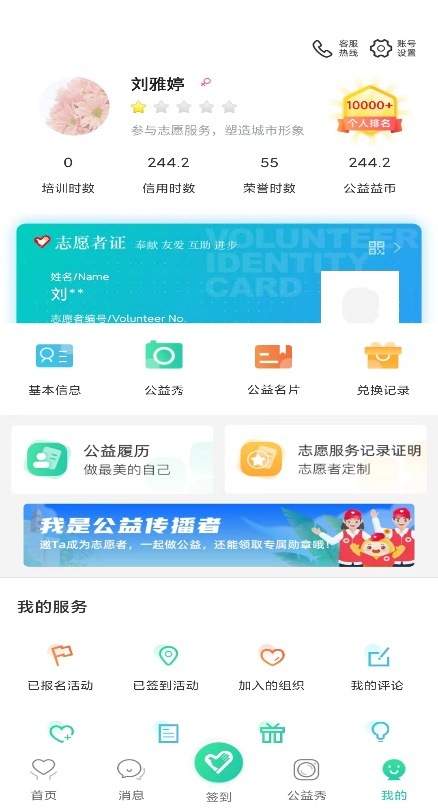 客服
热线
账号
设置
刘雅婷
参与志愿服务，塑造城市形象
10000+
个人排名
0
244.2
55
244.2
培训时数
信用时数
荣誉时数
公益益币
志愿者证 奉献 友爱 互助 进步
VOLUNTEER
IDENTITY
CARD
姓名/Name
刘**
志愿者编号/Volunteer No.
基本信息
公益秀
公益名片
兑换记录
公益履历
做最美的自己
志愿服务记录证明
志愿者定制
我是公益传播者
邀Ta成为志愿者，一起做公益，还能领取专属勋章哦！
我的服务
已报名活动
已签到活动
加入的组织
我的评论
首页
消息
签到
公益秀
我的